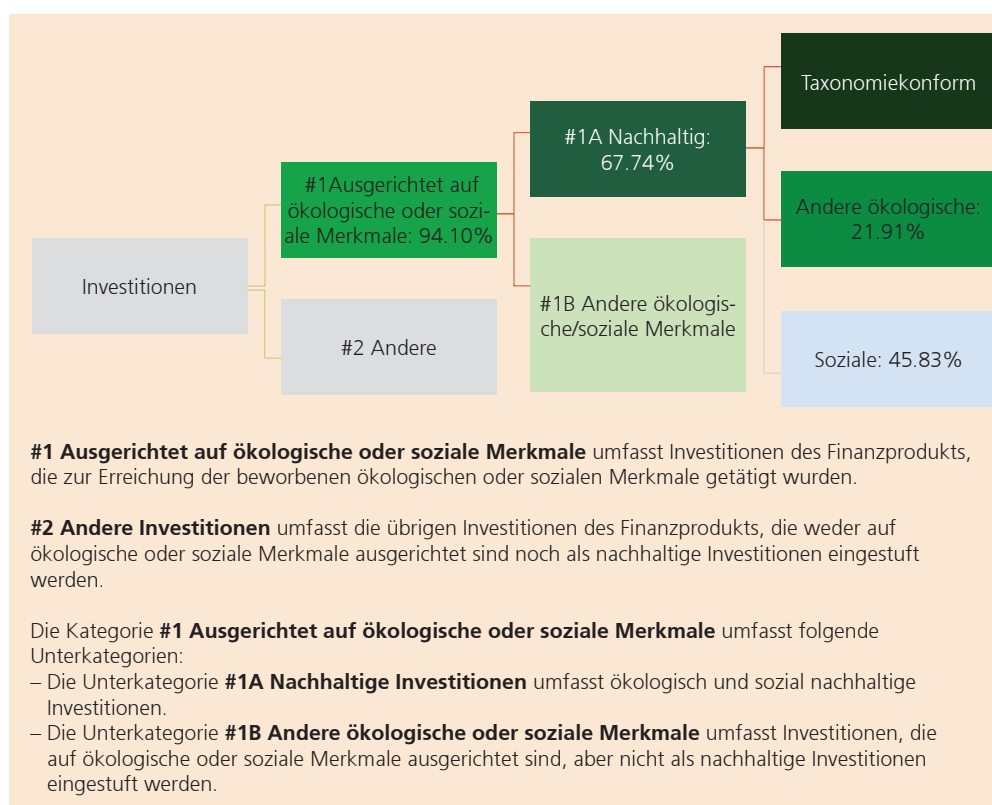 Taxonomiekonform
#1A Nachhaltig:
67.74%
#1Ausgerichtet auf
ökologische oder sozi-
ale Merkmale: 94.10%
Andere ökologische:
21.91%
Investitionen
#1B Andere ökologis-
che/soziale Merkmale
#2 Andere
Soziale: 45.83%
#1 Ausgerichtet auf ökologische oder soziale Merkmale umfasst Investitionen des Finanzprodukts,
die zur Erreichung der beworbenen ökologischen oder sozialen Merkmale getätigt wurden.
#2 Andere Investitionen umfasst die übrigen Investitionen des Finanzprodukts, die weder auf
ökologische oder soziale Merkmale ausgerichtet sind noch als nachhaltige Investitionen eingestuft
werden.
Die Kategorie #1 Ausgerichtet auf ökologische oder soziale Merkmale umfasst folgende
Unterkategorien:
– Die Unterkategorie #1A Nachhaltige Investitionen umfasst ökologisch und sozial nachhaltige
Investitionen.
– Die Unterkategorie #1B Andere ökologische oder soziale Merkmale umfasst Investitionen, die
auf ökologische oder soziale Merkmale ausgerichtet sind, aber nicht als nachhaltige Investitionen
eingestuft werden.